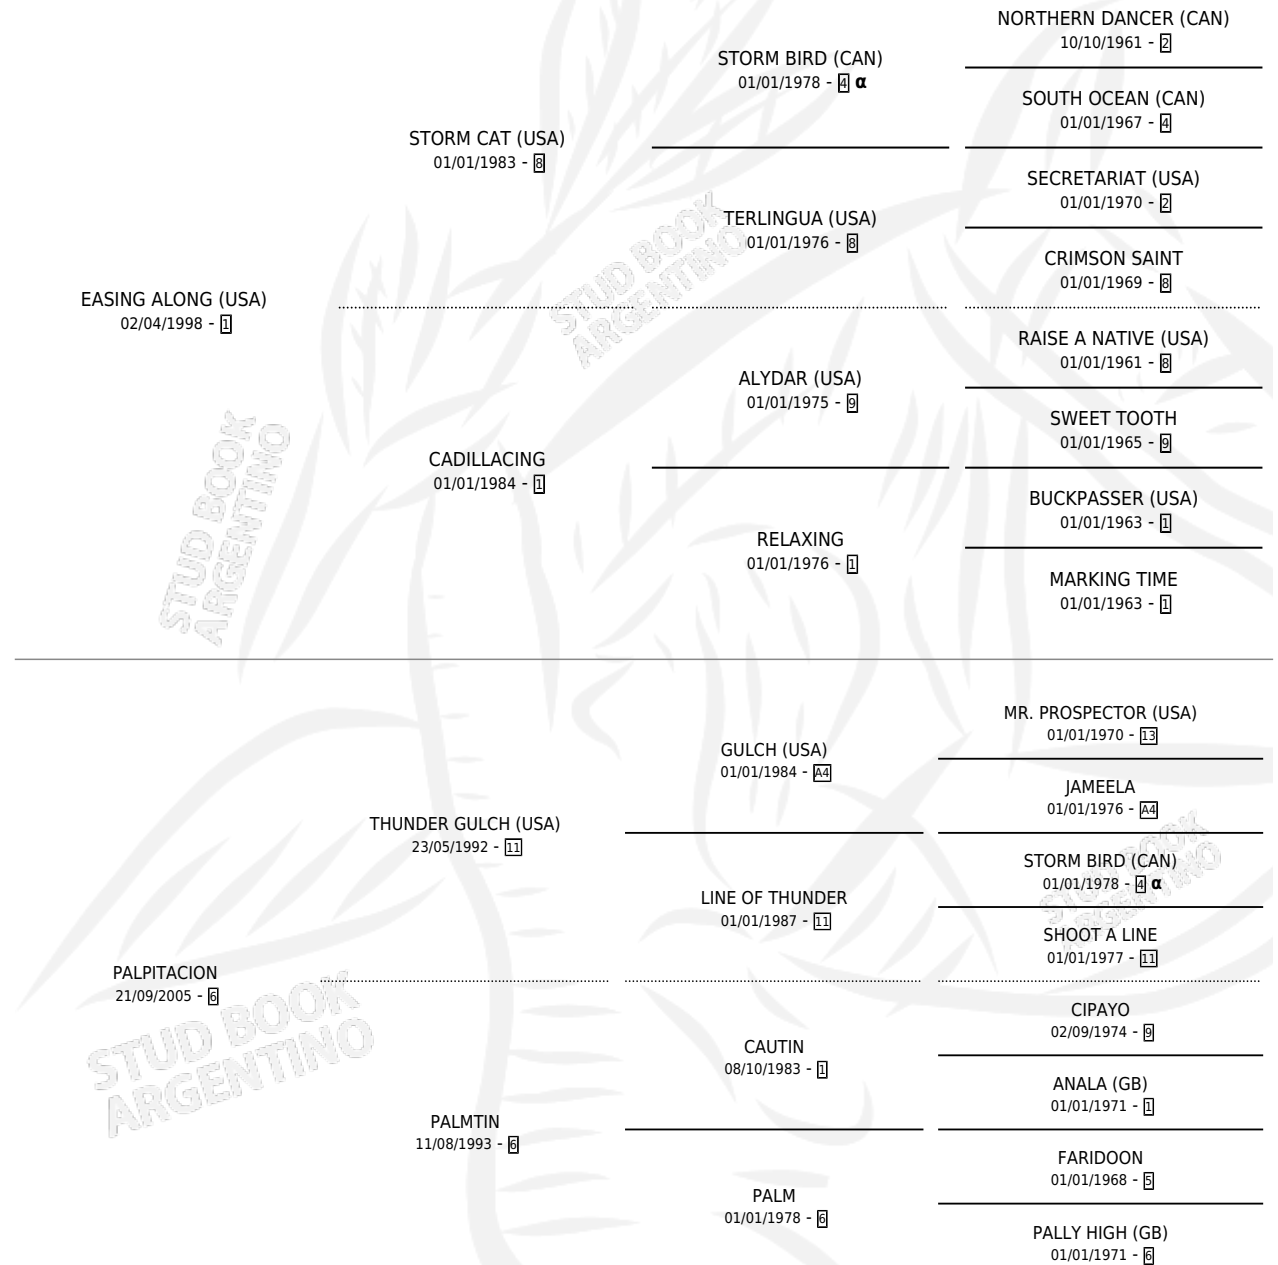 NORTHERN DANCER (CAN)
10/10/1961 - 2
STORM BIRD (CAN)
01/01/1978 - 4 α
SOUTH OCEAN (CAN)
01/01/1967 - 4
STORM CAT (USA)
01/01/1983 - 8
SECRETARIAT (USA)
01/01/1970 - 2
TERLINGUA (USA)
01/01/1976 - 8
CRIMSON SAINT
01/01/1969 - 8
STUD BOOK
ARGENTINO
EASING ALONG (USA)
02/04/1998 - 1
RAISE A NATIVE (USA)
01/01/1961 - 8
ALYDAR (USA)
01/01/1975 - 9
SWEET TOOTH
01/01/1965 - 9
CADILLACING
01/01/1984 - 1
BUCKPASSER (USA)
01/01/1963 - 1
RELAXING
01/01/1976 - 1
MARKING TIME
01/01/1963 - 1
STUD BOOK
ARGENTINO
MR. PROSPECTOR (USA)
01/01/1970 - 13
GULCH (USA)
01/01/1984 - A4
JAMEELA
01/01/1976 - A4
THUNDER GULCH (USA)
23/05/1992 - 11
STORM BIRD (CAN)
01/01/1978 - 4 α
LINE OF THUNDER
01/01/1987 - 11
SHOOT A LINE
01/01/1977 - 11
STUD BOOK
ARGENTINO
PALPITACION
21/09/2005 - 6
CIPAYO
02/09/1974 - 9
CAUTIN
08/10/1983 - 1
ANALA (GB)
01/01/1971 - 1
STUD BOOK
ARGENTINO
PALMTIN
11/08/1993 - 6
FARIDOON
01/01/1968 - 5
PALM
01/01/1978 - 6
PALLY HIGH (GB)
01/01/1971 - 6